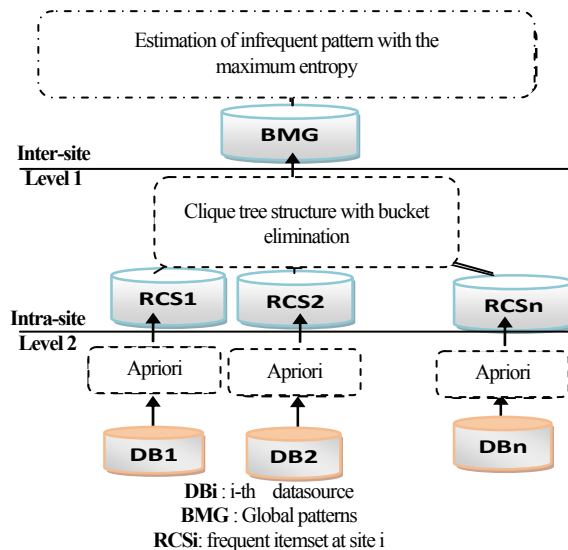 Estimation of infrequent pattern with the
maximum entropy
BMG
Inter-site
Level 1
Clique tree structure with bucket
elimination
RCS1 RCS2 RCSn
Intra-site
Level 2
Apriori Apriori Apriori
DB1 DB2 DBn
DBi : i-th datasource
BMG : Global patterns
RCSi: frequent itemset at site i